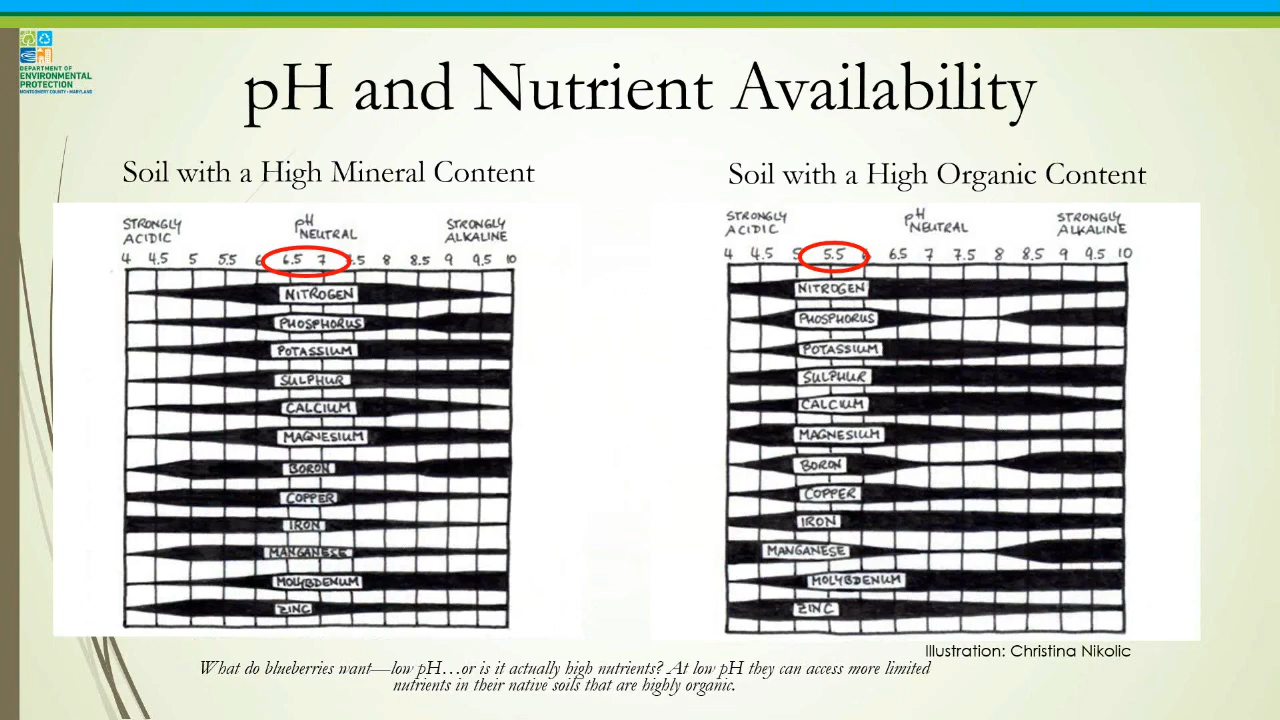 DEPARTMENT OF
ENVIRONMENTAL
PROTECTION
MONTGOMERY COUNTY • MARYLAND
pH and Nutrient Availability
Soil with a High Mineral Content
STRONGLY ACIDIC
pH NEUTRAL
STRONGLY ALKALINE
4 4.5 5 5.5 6 6.5 7 7.5 8 8.5 9 9.5 10
NITROGEN
PHOSPHORUS
POTASSIUM
SULPHUR
CALCIUM
MAGNESIUM
BORON
COPPER
IRON
MANGANESE
MOLYBDENUM
ZINC
Soil with a High Organic Content
STRONGLY ACIDIC
pH NEUTRAL
STRONGLY ALKALINE
4 4.5 5 5.5 6 6.5 7 7.5 8 8.5 9 9.5 10
NITROGEN
PHOSPHORUS
POTASSIUM
SULPHUR
CALCIUM
MAGNESIUM
BORON
COPPER
IRON
MANGANESE
MOLYBDENUM
ZINC
Illustration: Christina Nikolic
What do blueberries want—low pH…or is it actually high nutrients? At low pH they can access more limited
nutrients in their native soils that are highly organic.